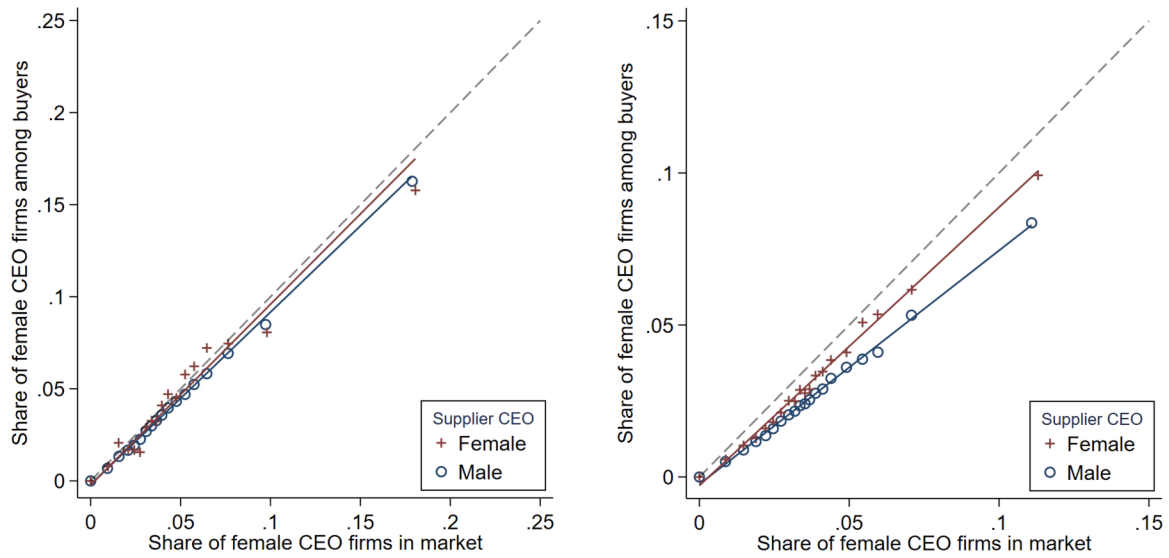 Share of female CEO firms among buyers
.25
.2
.15
.1
.05
0
0
.05
.1
.15
.2
.25
Share of female CEO firms in market
Supplier CEO
Female
Male
Share of female CEO firms among buyers
.15
.1
.05
0
0
.05
.1
.15
Share of female CEO firms in market
Supplier CEO
Female
Male